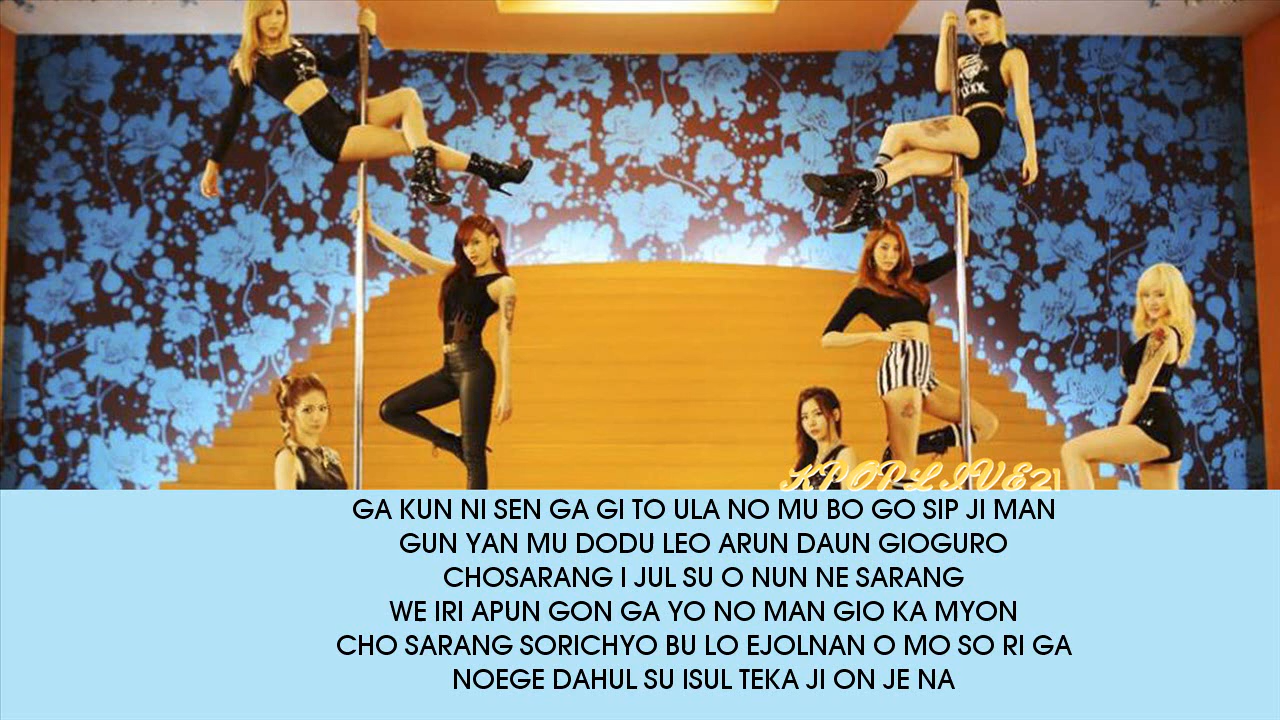 KPOPLIVE21
GA KUN NI SEN GA GI TO ULA NO MU BO GO SIP JI MAN
GUN YAN MU DODU LEO ARUN DAUN GIOGURO
CHOSARANG I JUL SU O NUN NE SARANG
WE IRI APUN GON GA YO NO MAN GIO KA MYON
CHO SARANG SORICHYO BU LO EJOLNAN O MO SO RI GA
NOEGE DAHUL SU ISUL TEKA JI ON JE NA